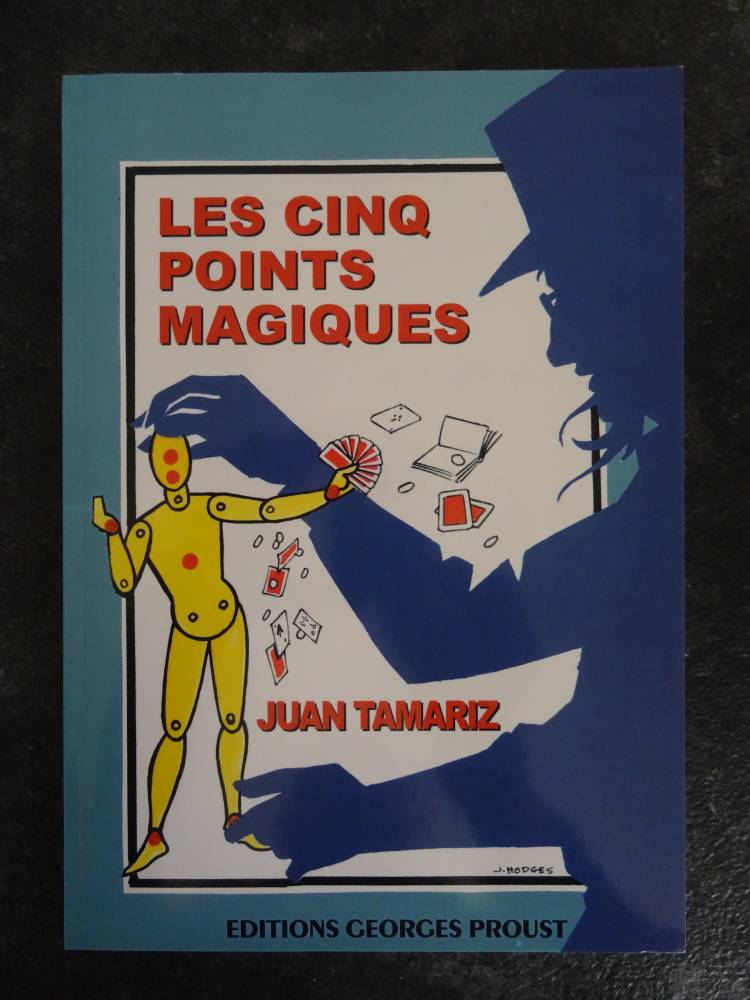 LES CINQ
POINTS
MAGIQUES
JUAN TAMARIZ
J. HODGES
EDITIONS GEORGES PROUST